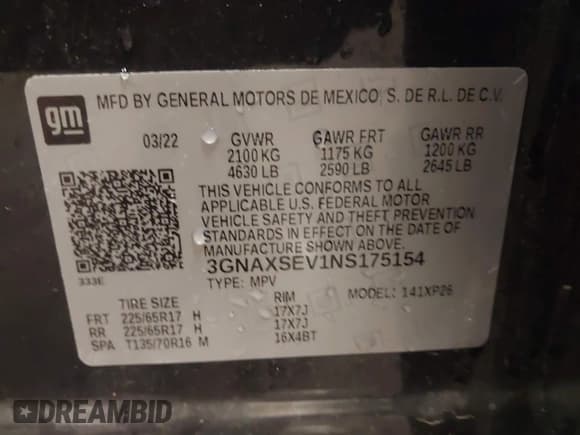 gm
MFD BY GENERAL MOTORS DE MEXICO, S. DE R.L. DE C.V.
03/22 GVWR GAWR FRT GAWR RR
2100 KG 1175 KG 1200 KG
4630 LB 2590 LB 2645 LB
THIS VEHICLE CONFORMS TO ALL
APPLICABLE U.S. FEDERAL MOTOR
VEHICLE SAFETY AND THEFT PREVENTION
STANDARDS IN EFFECT ON THE DATE OF
MANUFACTURE SHOWN ABOVE.
333E 3GNAXSEV1NS175154
TYPE: MPV MODEL: 141XP26
TIRE SIZE RIM
FRT 225/65R17 H 17X7J
RR 225/65R17 H 17X7J
SPA T135/70R16 M 16X4BT
DREAMBID